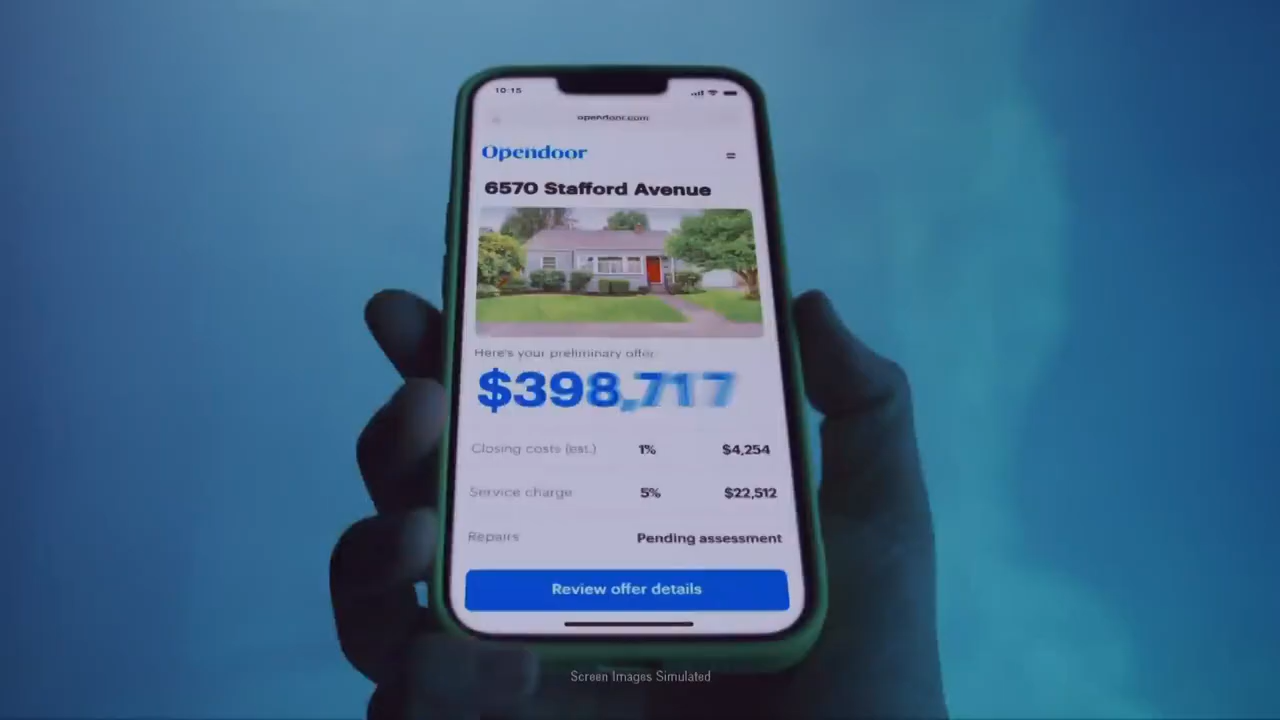 10:15
opendoor.com
Opendoor
6570 Stafford Avenue
Here's your preliminary offer
$398,717
Closing costs (est.) 1% $4,254
Service charge 5% $22,512
Repairs Pending assessment
Review offer details
Screen Images Simulated